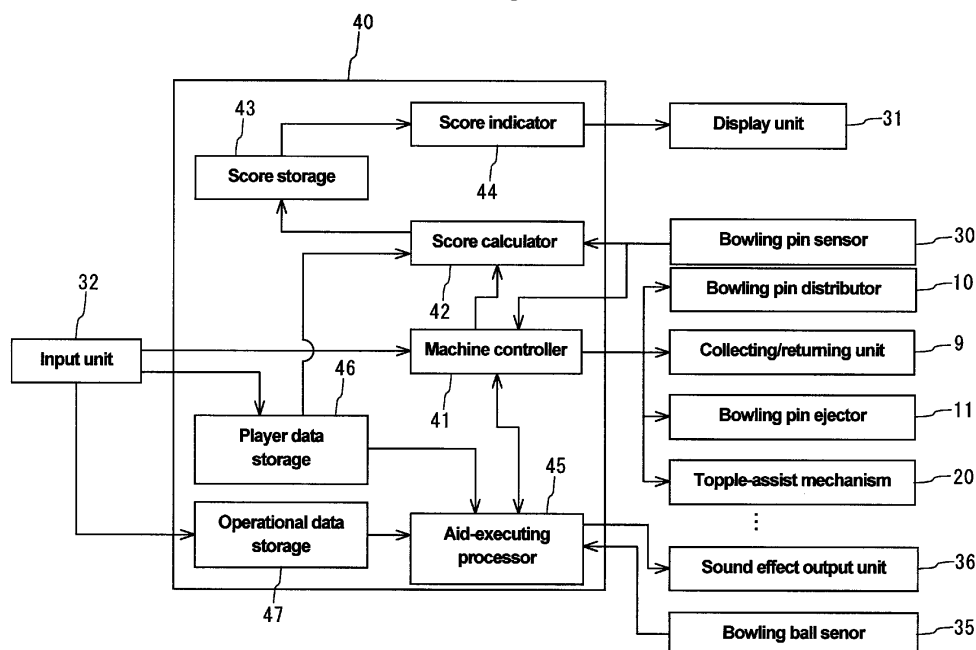 40
43
Score indicator
Display unit
31
Score storage
44
Score calculator
Bowling pin sensor
30
42
Bowling pin distributor
10
32
Input unit
Machine controller
Collecting/returning unit
9
46
41
Bowling pin ejector
11
Player data
storage
45
Topple-assist mechanism
20
Operational data
storage
Aid-executing
processor
Sound effect output unit
36
47
Bowling ball senor
35